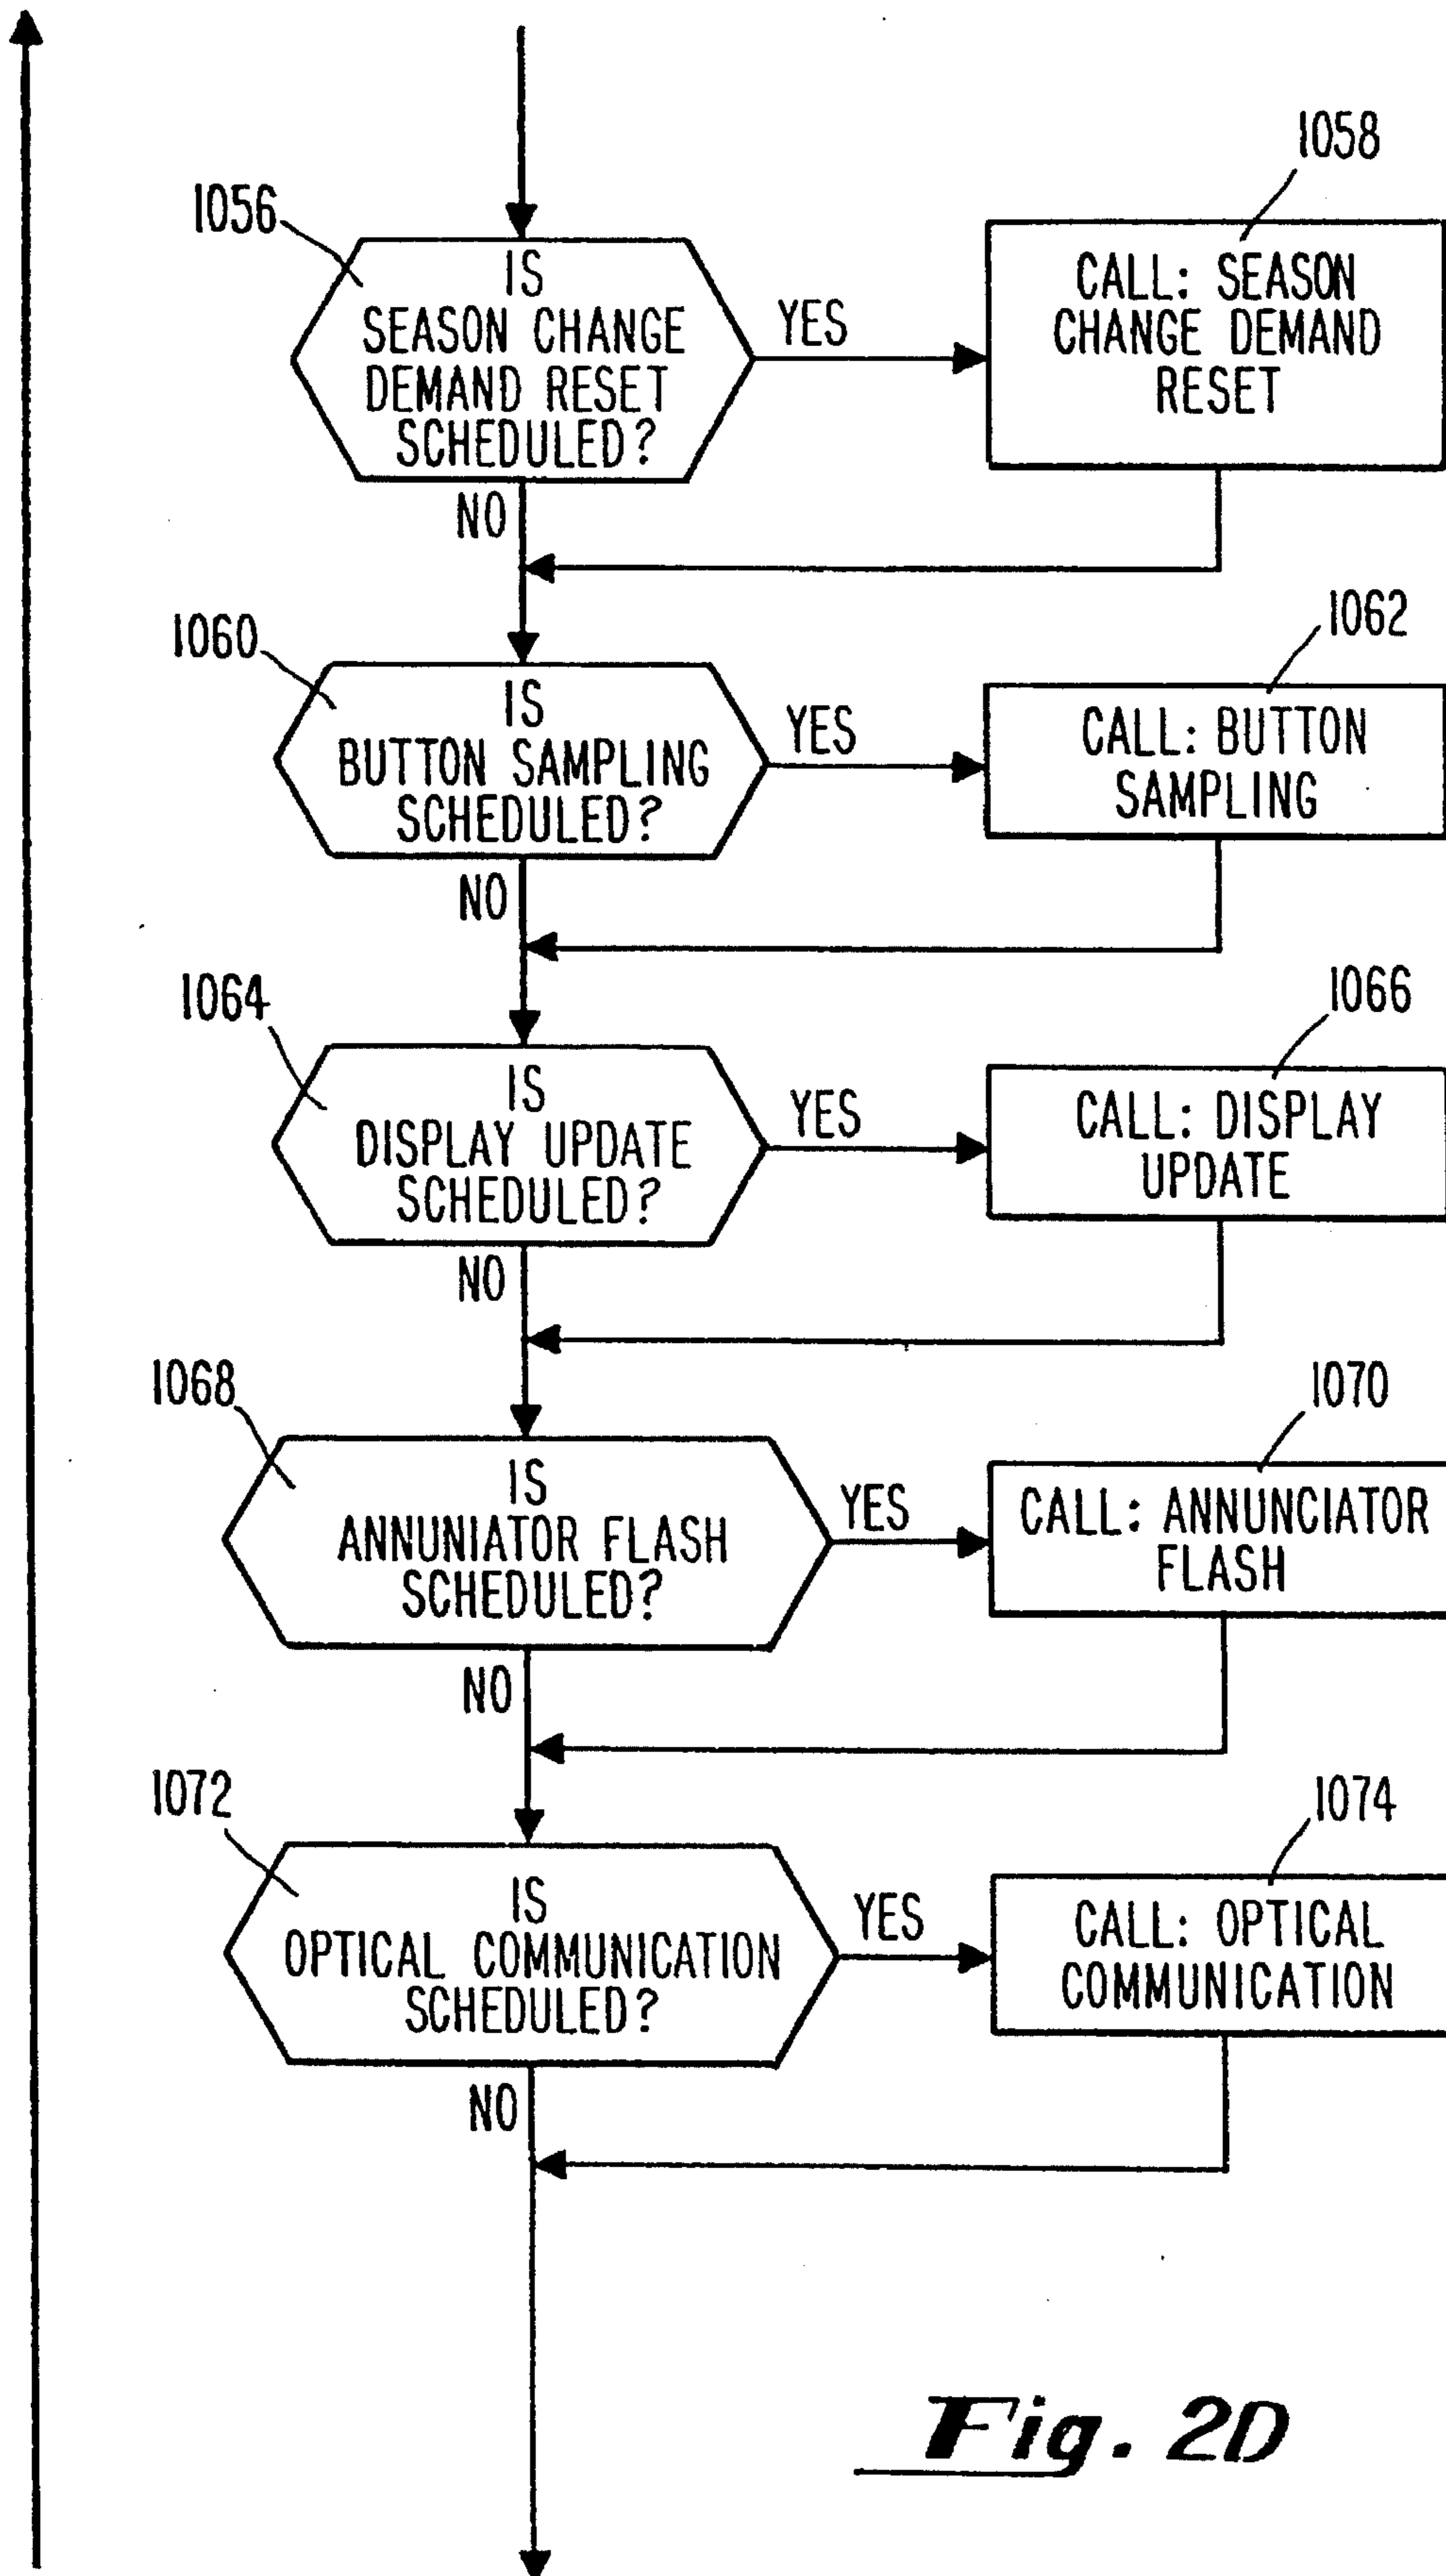 1056
IS
SEASON CHANGE
DEMAND RESET
SCHEDULED?
YES
NO
1058
CALL: SEASON
CHANGE DEMAND
RESET
1060
IS
BUTTON SAMPLING
SCHEDULED?
YES
NO
1062
CALL: BUTTON
SAMPLING
1064
IS
DISPLAY UPDATE
SCHEDULED?
YES
NO
1066
CALL: DISPLAY
UPDATE
1068
IS
ANNUNIATOR FLASH
SCHEDULED?
YES
NO
1070
CALL: ANNUNCIATOR
FLASH
1072
IS
OPTICAL COMMUNICATION
SCHEDULED?
YES
NO
1074
CALL: OPTICAL
COMMUNICATION
Fig. 2D